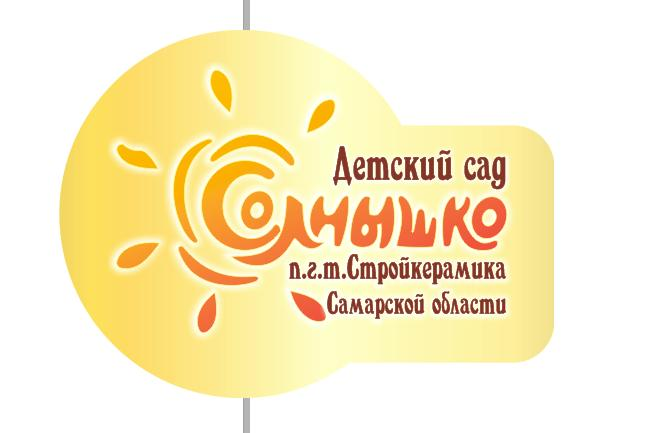 Детский сад
Солнышко
п.г.т.Стройкерамика
Самарской области